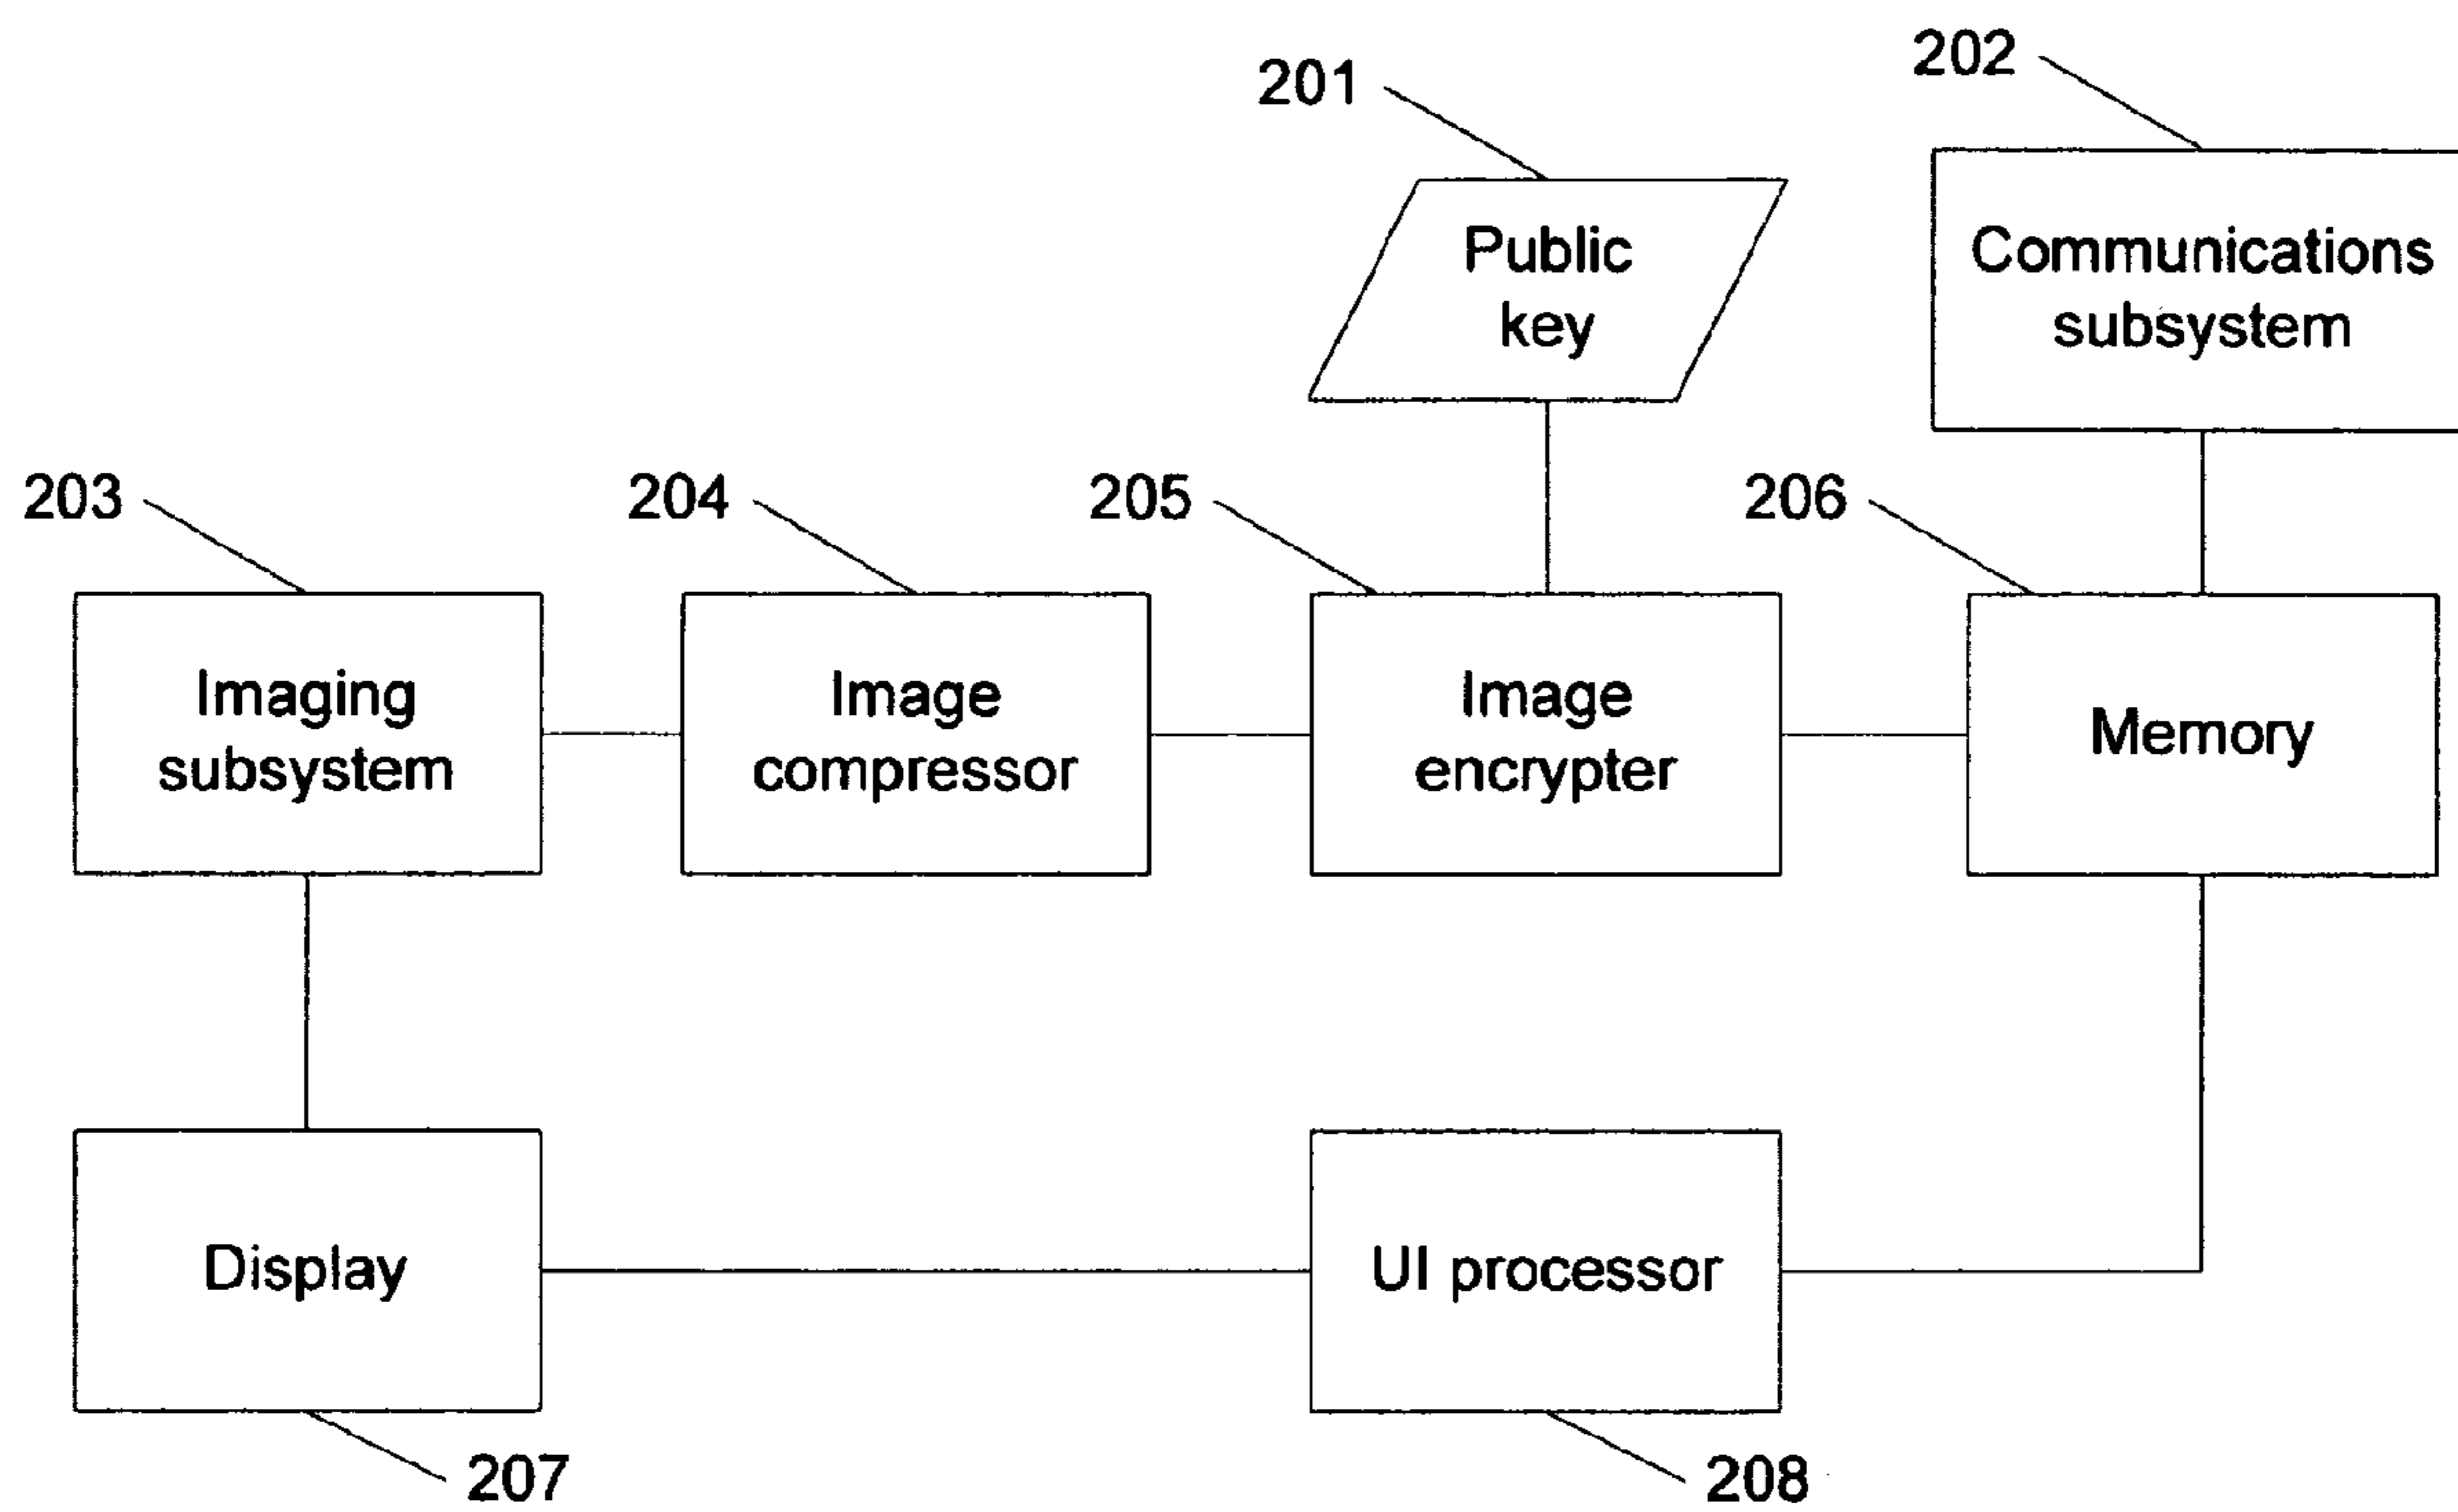 202
201
Public
key
Communications
subsystem
203
204
205
206
Imaging
subsystem
Image
compressor
Image
encrypter
Memory
Display
UI processor
207
208